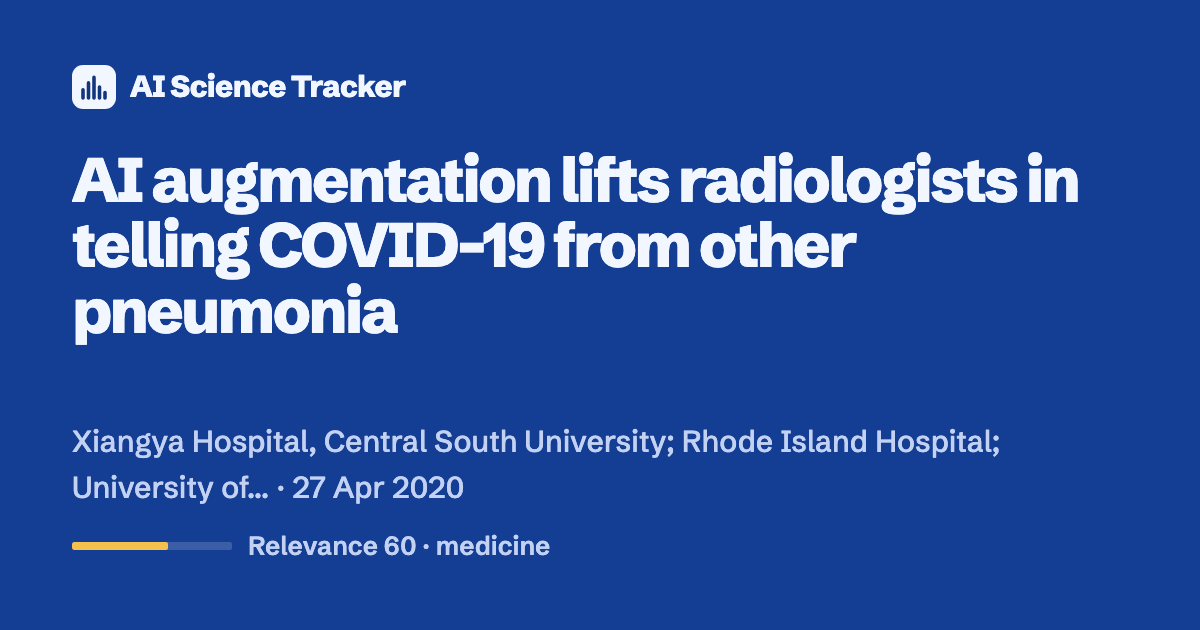 AI Science Tracker
AI augmentation lifts radiologists in
telling COVID-19 from other
pneumonia
Xiangya Hospital, Central South University; Rhode Island Hospital;
University of... · 27 Apr 2020
Relevance 60 · medicine